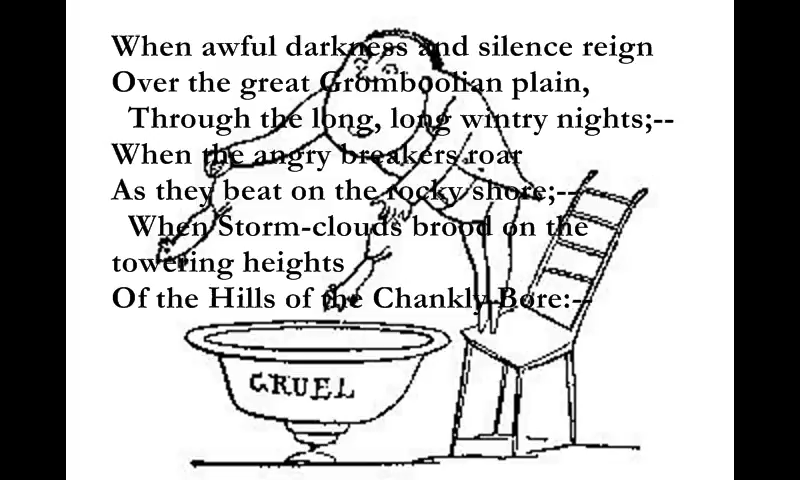 When awful darkness and silence reign
Over the great Gromboolian plain,
Through the long, long wintry nights;--
When the angry breakers roar
As they beat on the rocky shore;--
When Storm-clouds brood on the
towering heights
Of the Hills of the Chankly Bore:--
GRUEL